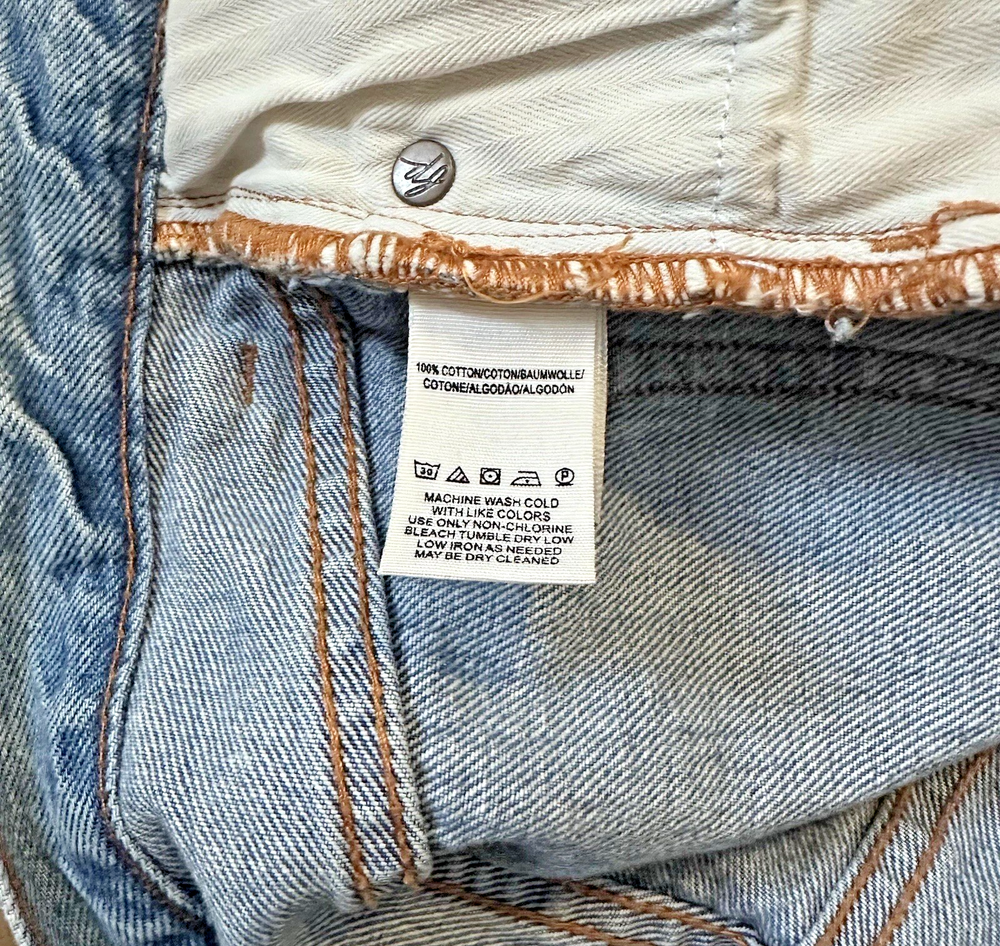 100% COTTON/COTON/BAUMWOLLE/
COTONE/ALGODÃO/ALGODÓN
30 P
MACHINE WASH COLD
WITH LIKE COLORS
USE ONLY NON-CHLORINE
BLEACH TUMBLE DRY LOW
LOW IRON AS NEEDED
MAY BE DRY CLEANED